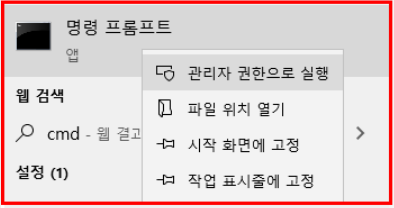 명령 프롬프트
앱
관리자 권한으로 실행
웹 검색
파일 위치 열기
cmd - 웹 결과
시작 화면에 고정
설정 (1)
작업 표시줄에 고정